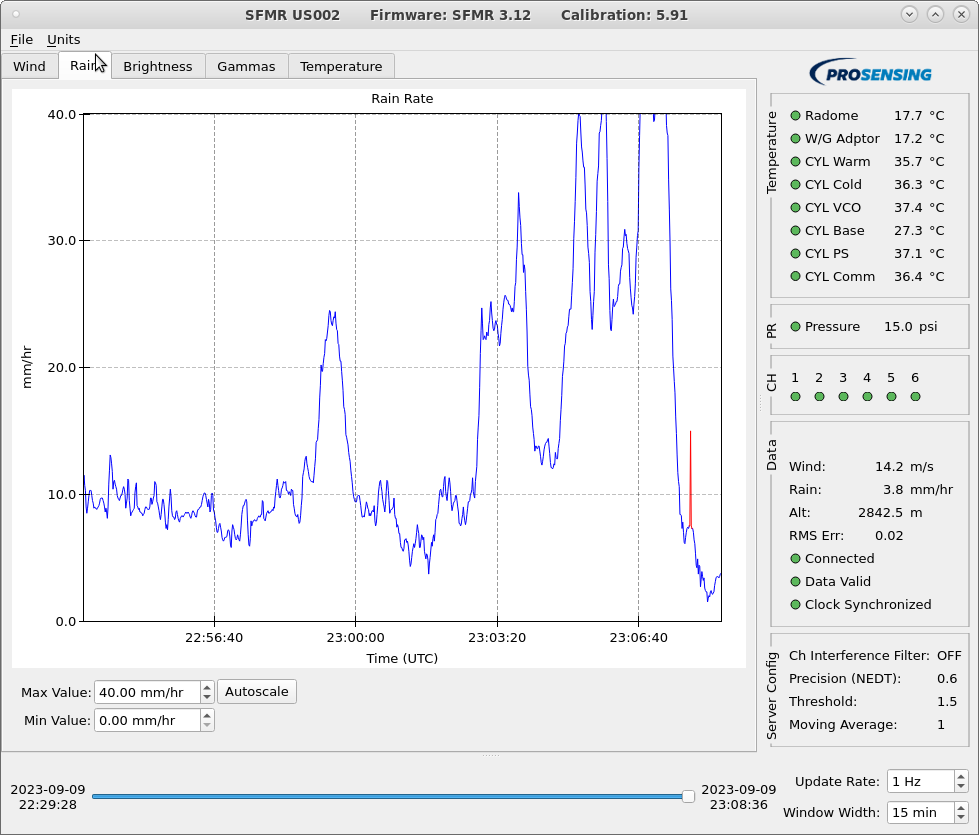 SFMR US002 Firmware: SFMR 3.12 Calibration: 5.91
File Units
Wind Rain Brightness Gammas Temperature
PROSENSING
Rain Rate
40.0
30.0
20.0
10.0
0.0
mm/hr
22:56:40 23:00:00 23:03:20 23:06:40
Time (UTC)
Max Value: 40.00 mm/hr Autoscale
Min Value: 0.00 mm/hr
Temperature
Radome 17.7 °C
W/G Adptor 17.2 °C
CYL Warm 35.7 °C
CYL Cold 36.3 °C
CYL VCO 37.4 °C
CYL Base 27.3 °C
CYL PS 37.1 °C
CYL Comm 36.4 °C
PR
Pressure 15.0 psi
CH
1 2 3 4 5 6
Data
Wind: 14.2 m/s
Rain: 3.8 mm/hr
Alt: 2842.5 m
RMS Err: 0.02
Connected
Data Valid
Clock Synchronized
Server Config
Ch Interference Filter: OFF
Precision (NEDT): 0.6
Threshold: 1.5
Moving Average: 1
2023-09-09
22:29:28
2023-09-09
23:08:36
Update Rate: 1 Hz
Window Width: 15 min